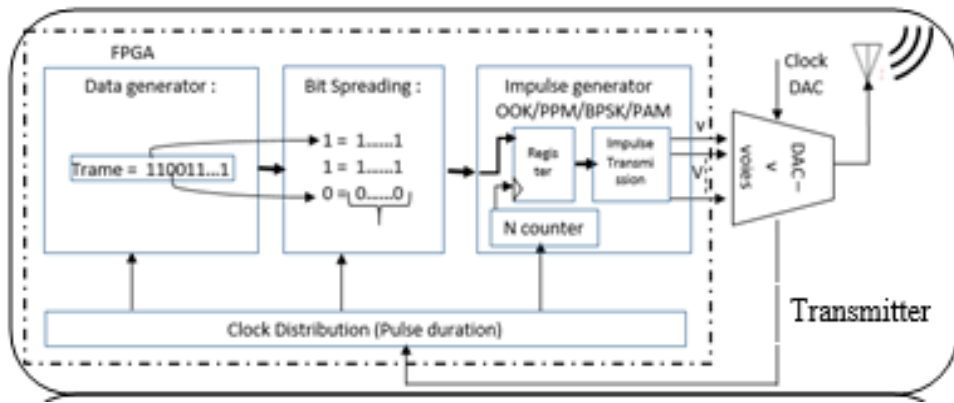 FPGA
Data generator :
Trame = 110011...1
Bit Spreading :
1 = 1......1
1 = 1......1
0 = 0.....0
Impulse generator
OOK/PPM/BPSK/PAM
Regis
ter
Impulse
Transmi
ssion
N counter
v
V
Clock
DAC
DAC –
v
voies
Clock Distribution (Pulse duration)
Transmitter